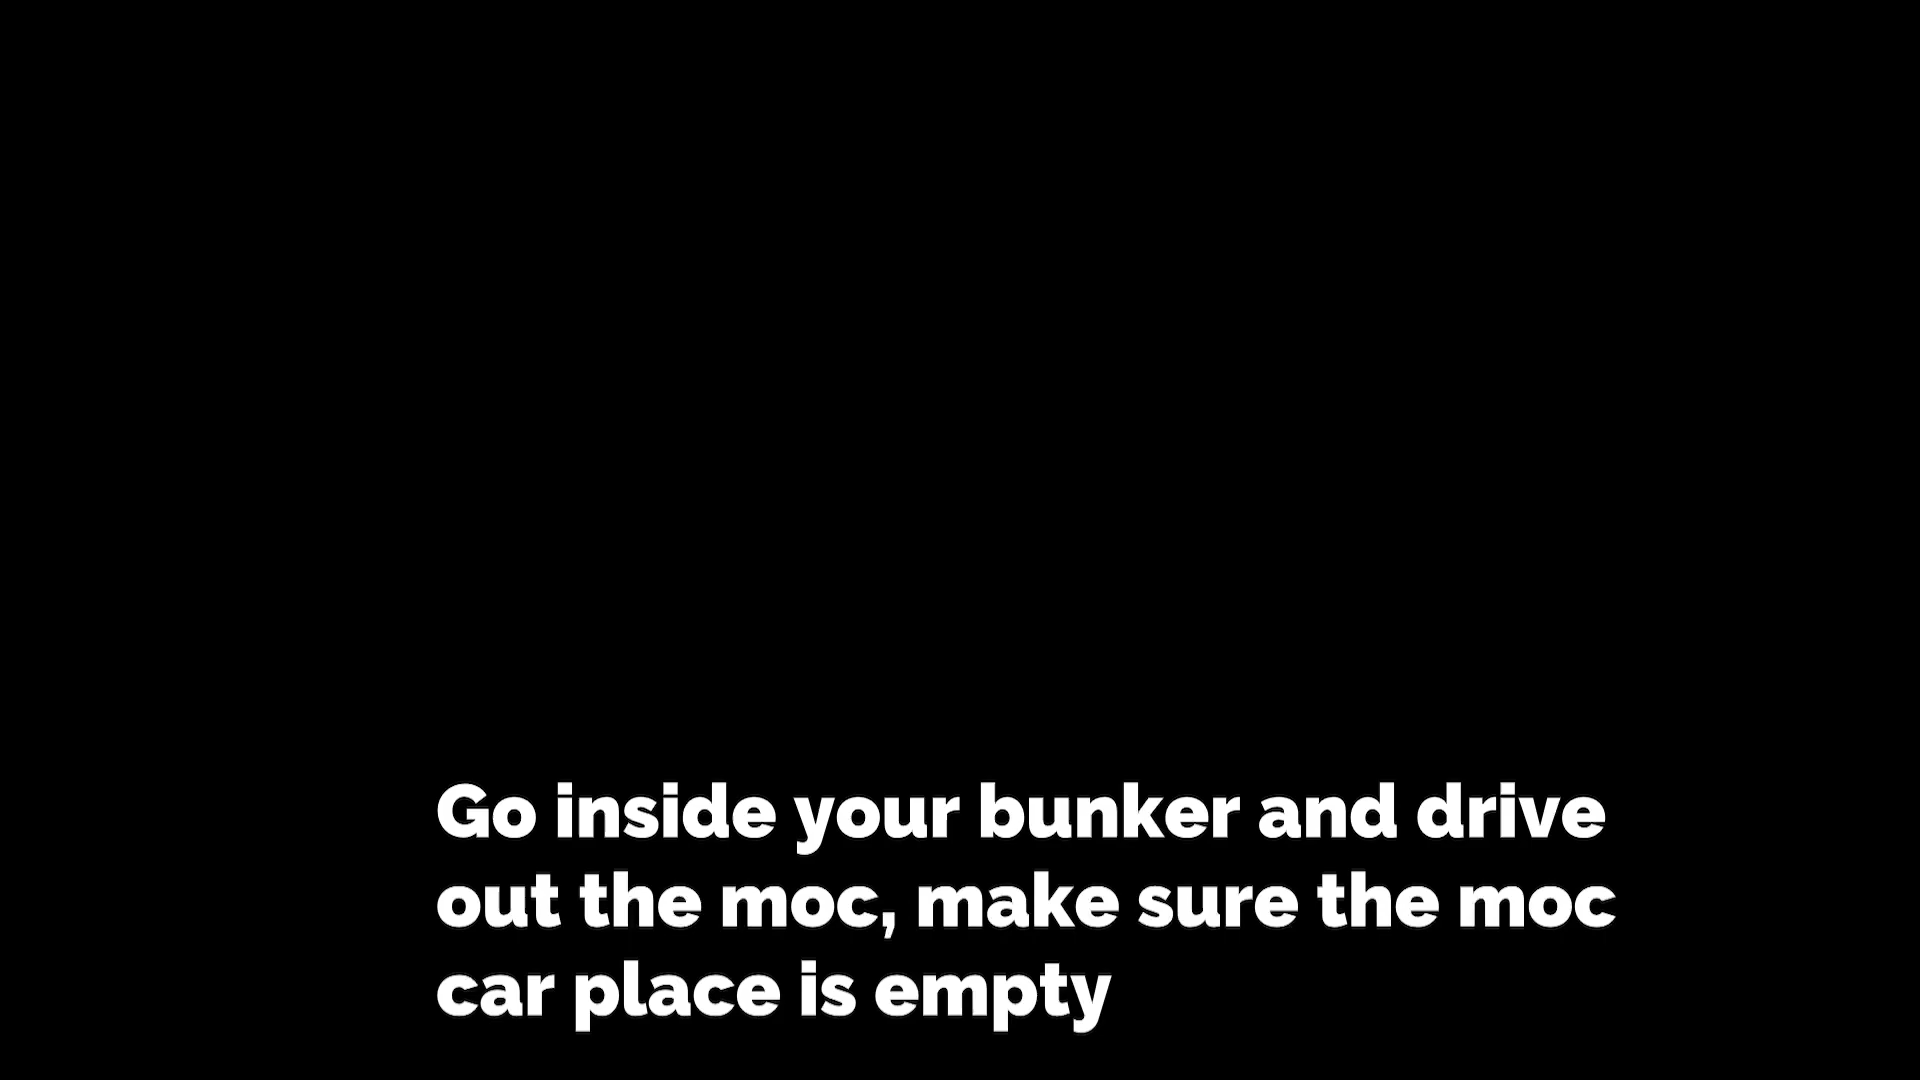 Go inside your bunker and drive
out the moc, make sure the moc
car place is empty